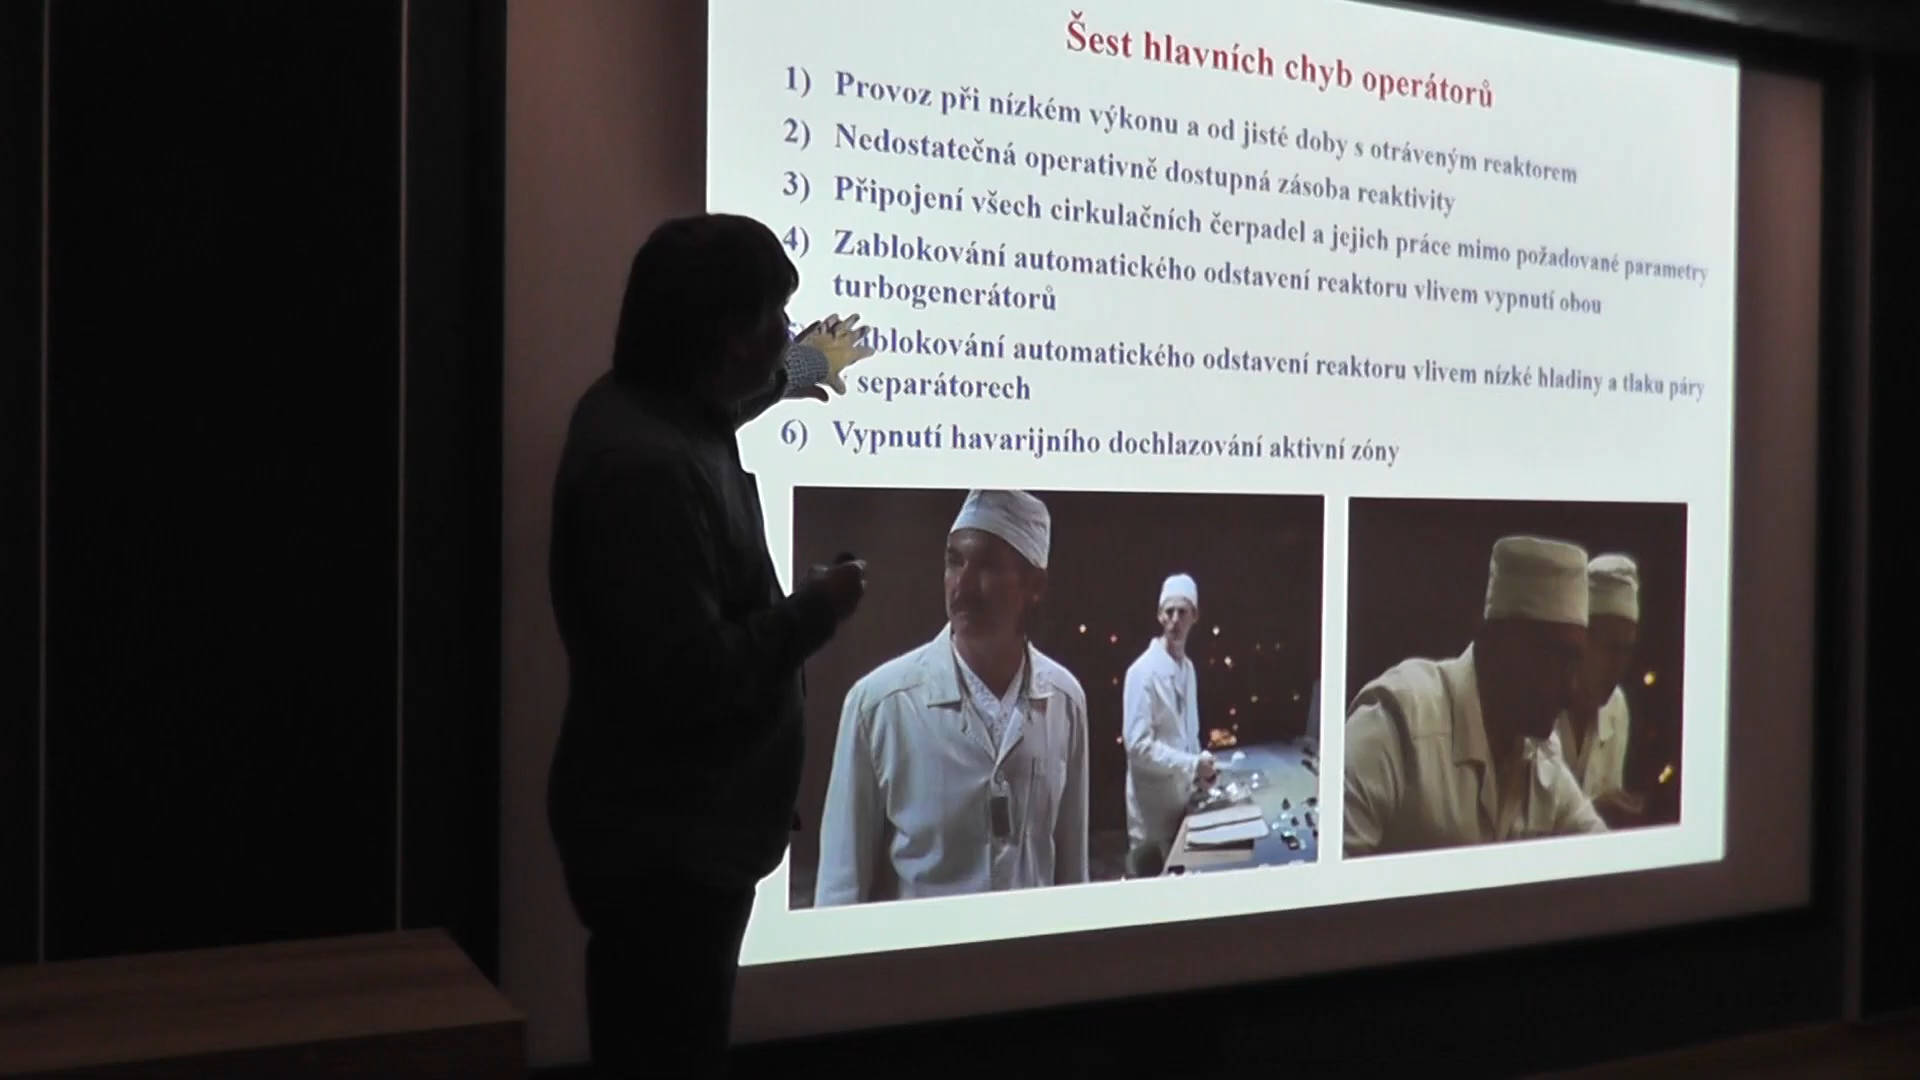 Šest hlavních chyb operátorů
1) Provoz při nízkém výkonu a od jisté doby s otráveným reaktorem
2) Nedostatečná operativně dostupná zásoba reaktivity
3) Připojení všech cirkulačních čerpadel a jejich práce mimo požadované parametry
4) Zablokování automatického odstavení reaktoru vlivem vypnutí obou
turbogenerátorů
ablokování automatického odstavení reaktoru vlivem nízké hladiny a tlaku páry
separátorech
6) Vypnutí havarijního dochlazování aktivní zóny